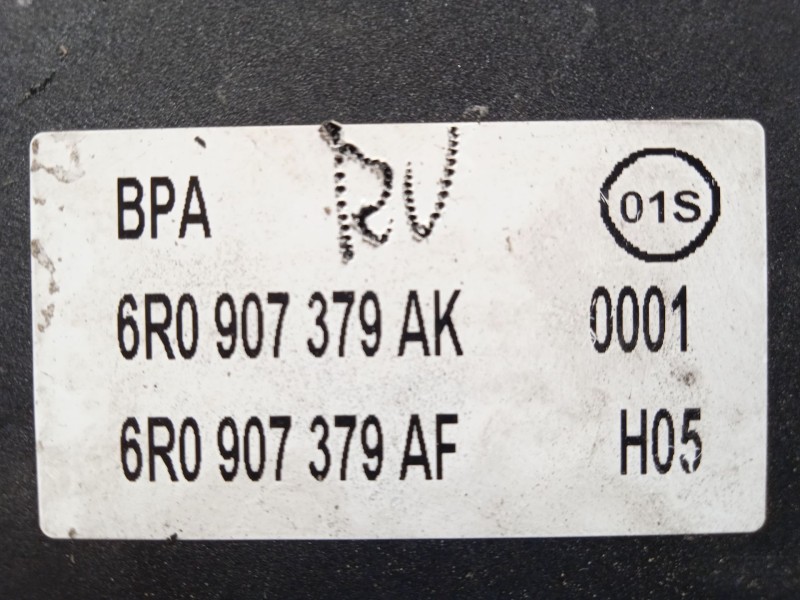 BPA RU 01S
6R0 907 379 AK 0001
6R0 907 379 AF H05